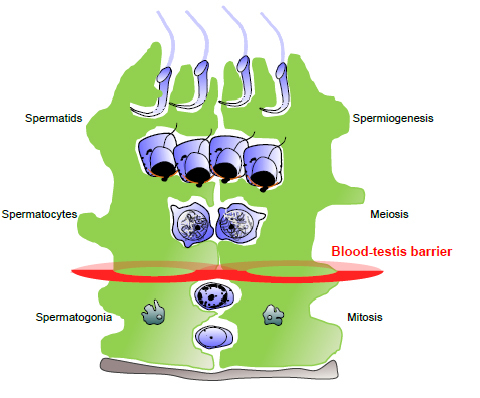 Spermatids
Spermiogenesis
Spermatocytes
Meiosis
Blood-testis barrier
Spermatogonia
Mitosis